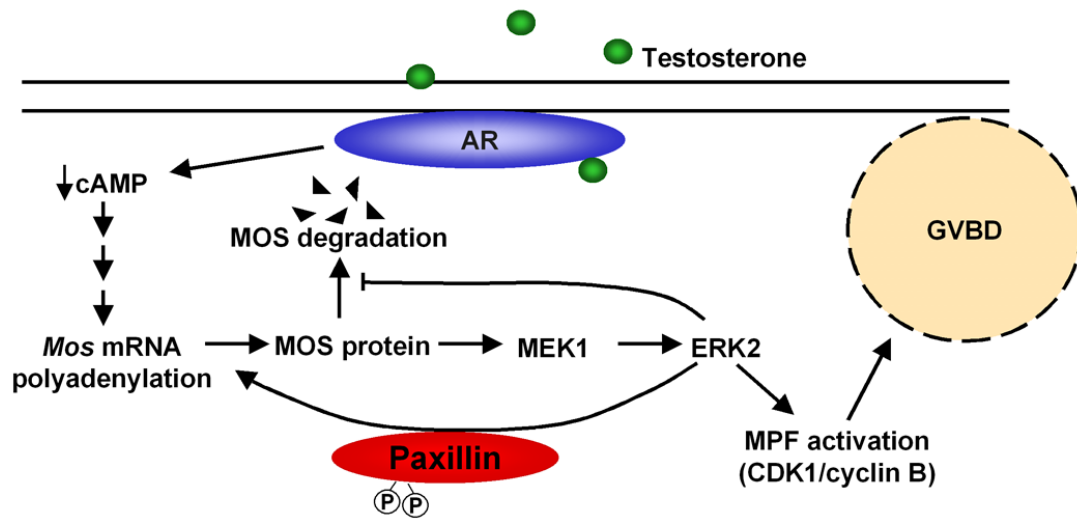 Testosterone
AR
cAMP
MOS degradation
GVBD
Mos mRNA
polyadenylation
MOS protein
MEK1
ERK2
Paxillin
P P
MPF activation
(CDK1/cyclin B)